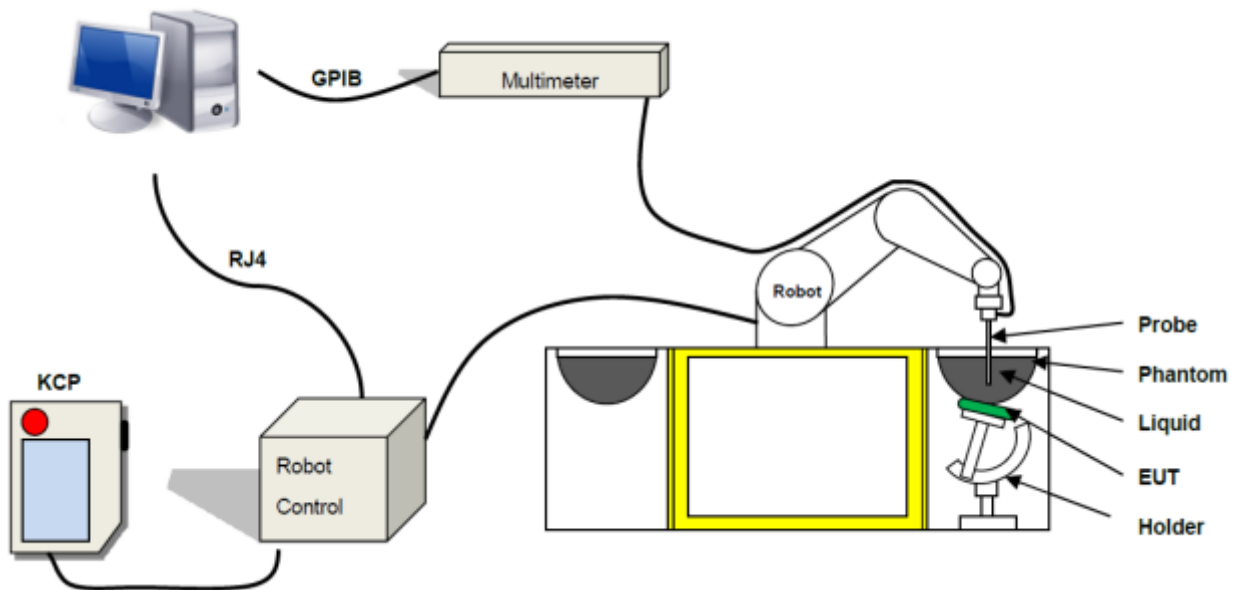 GPIB
Multimeter
RJ4
Robot
KCP
Robot
Control
Probe
Phantom
Liquid
EUT
Holder